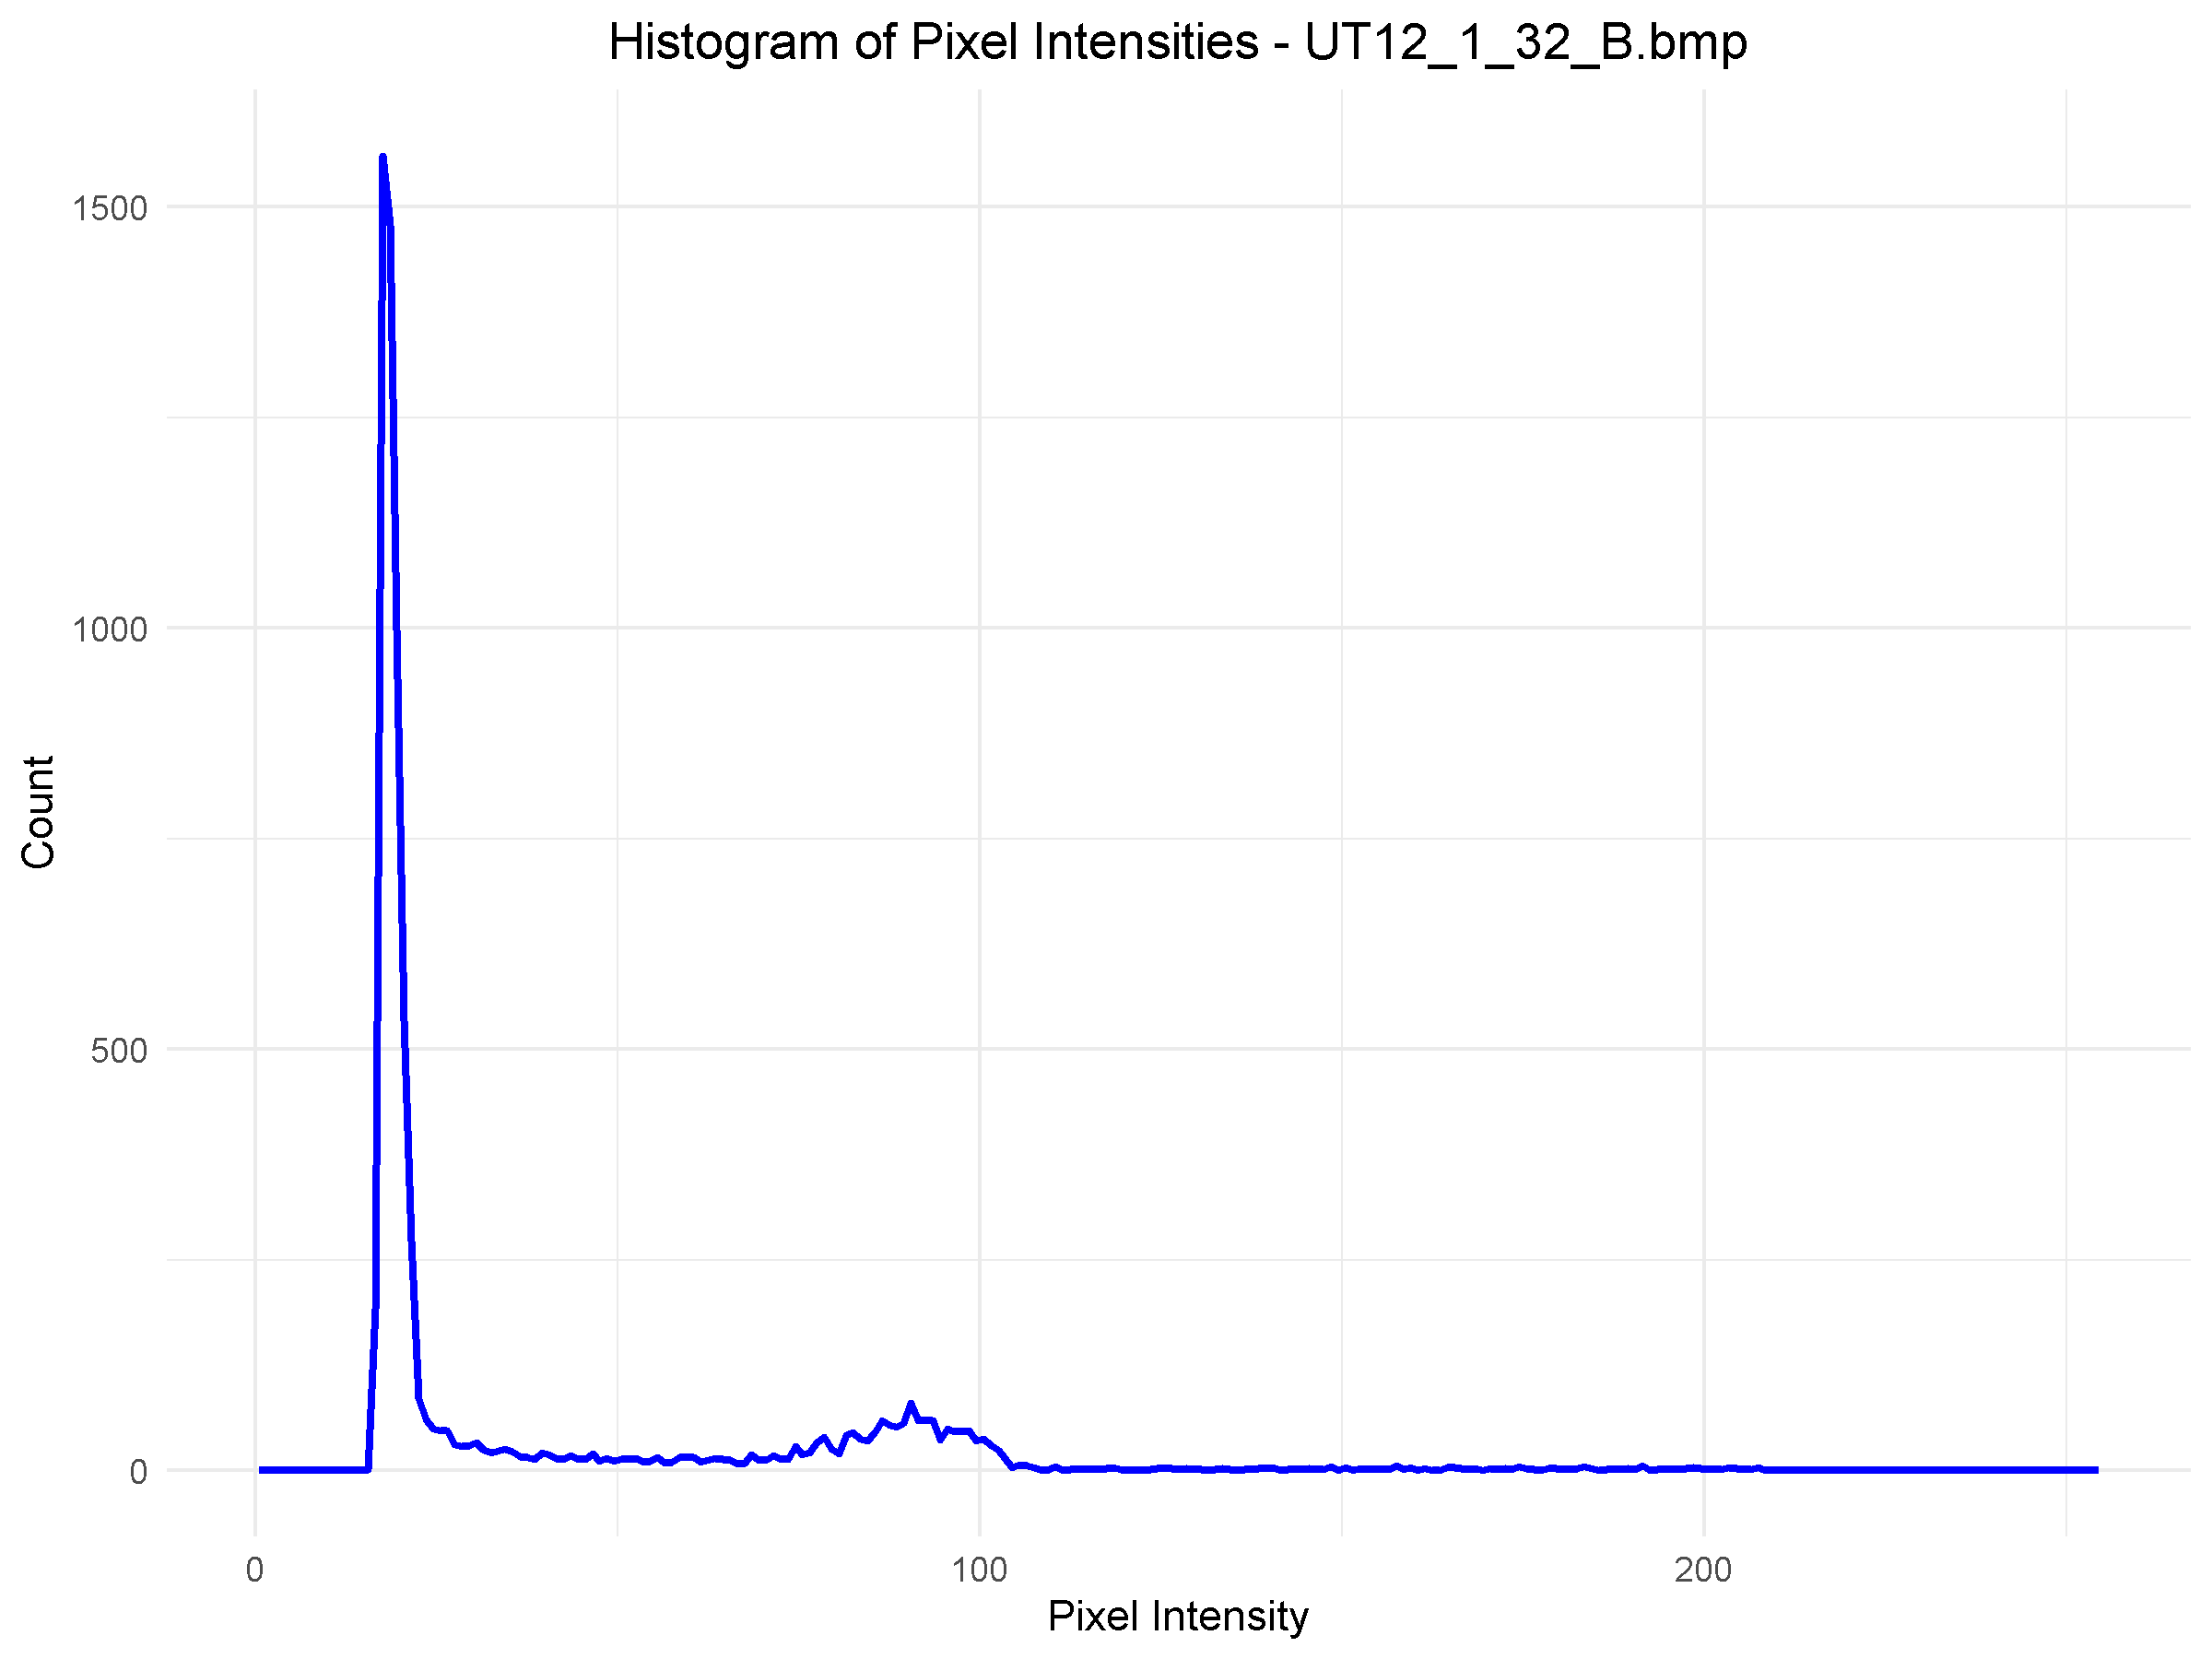 Histogram of Pixel Intensities - UT12_1_32_B.bmp
1500
1000
500
0
Count
0
100
200
Pixel Intensity